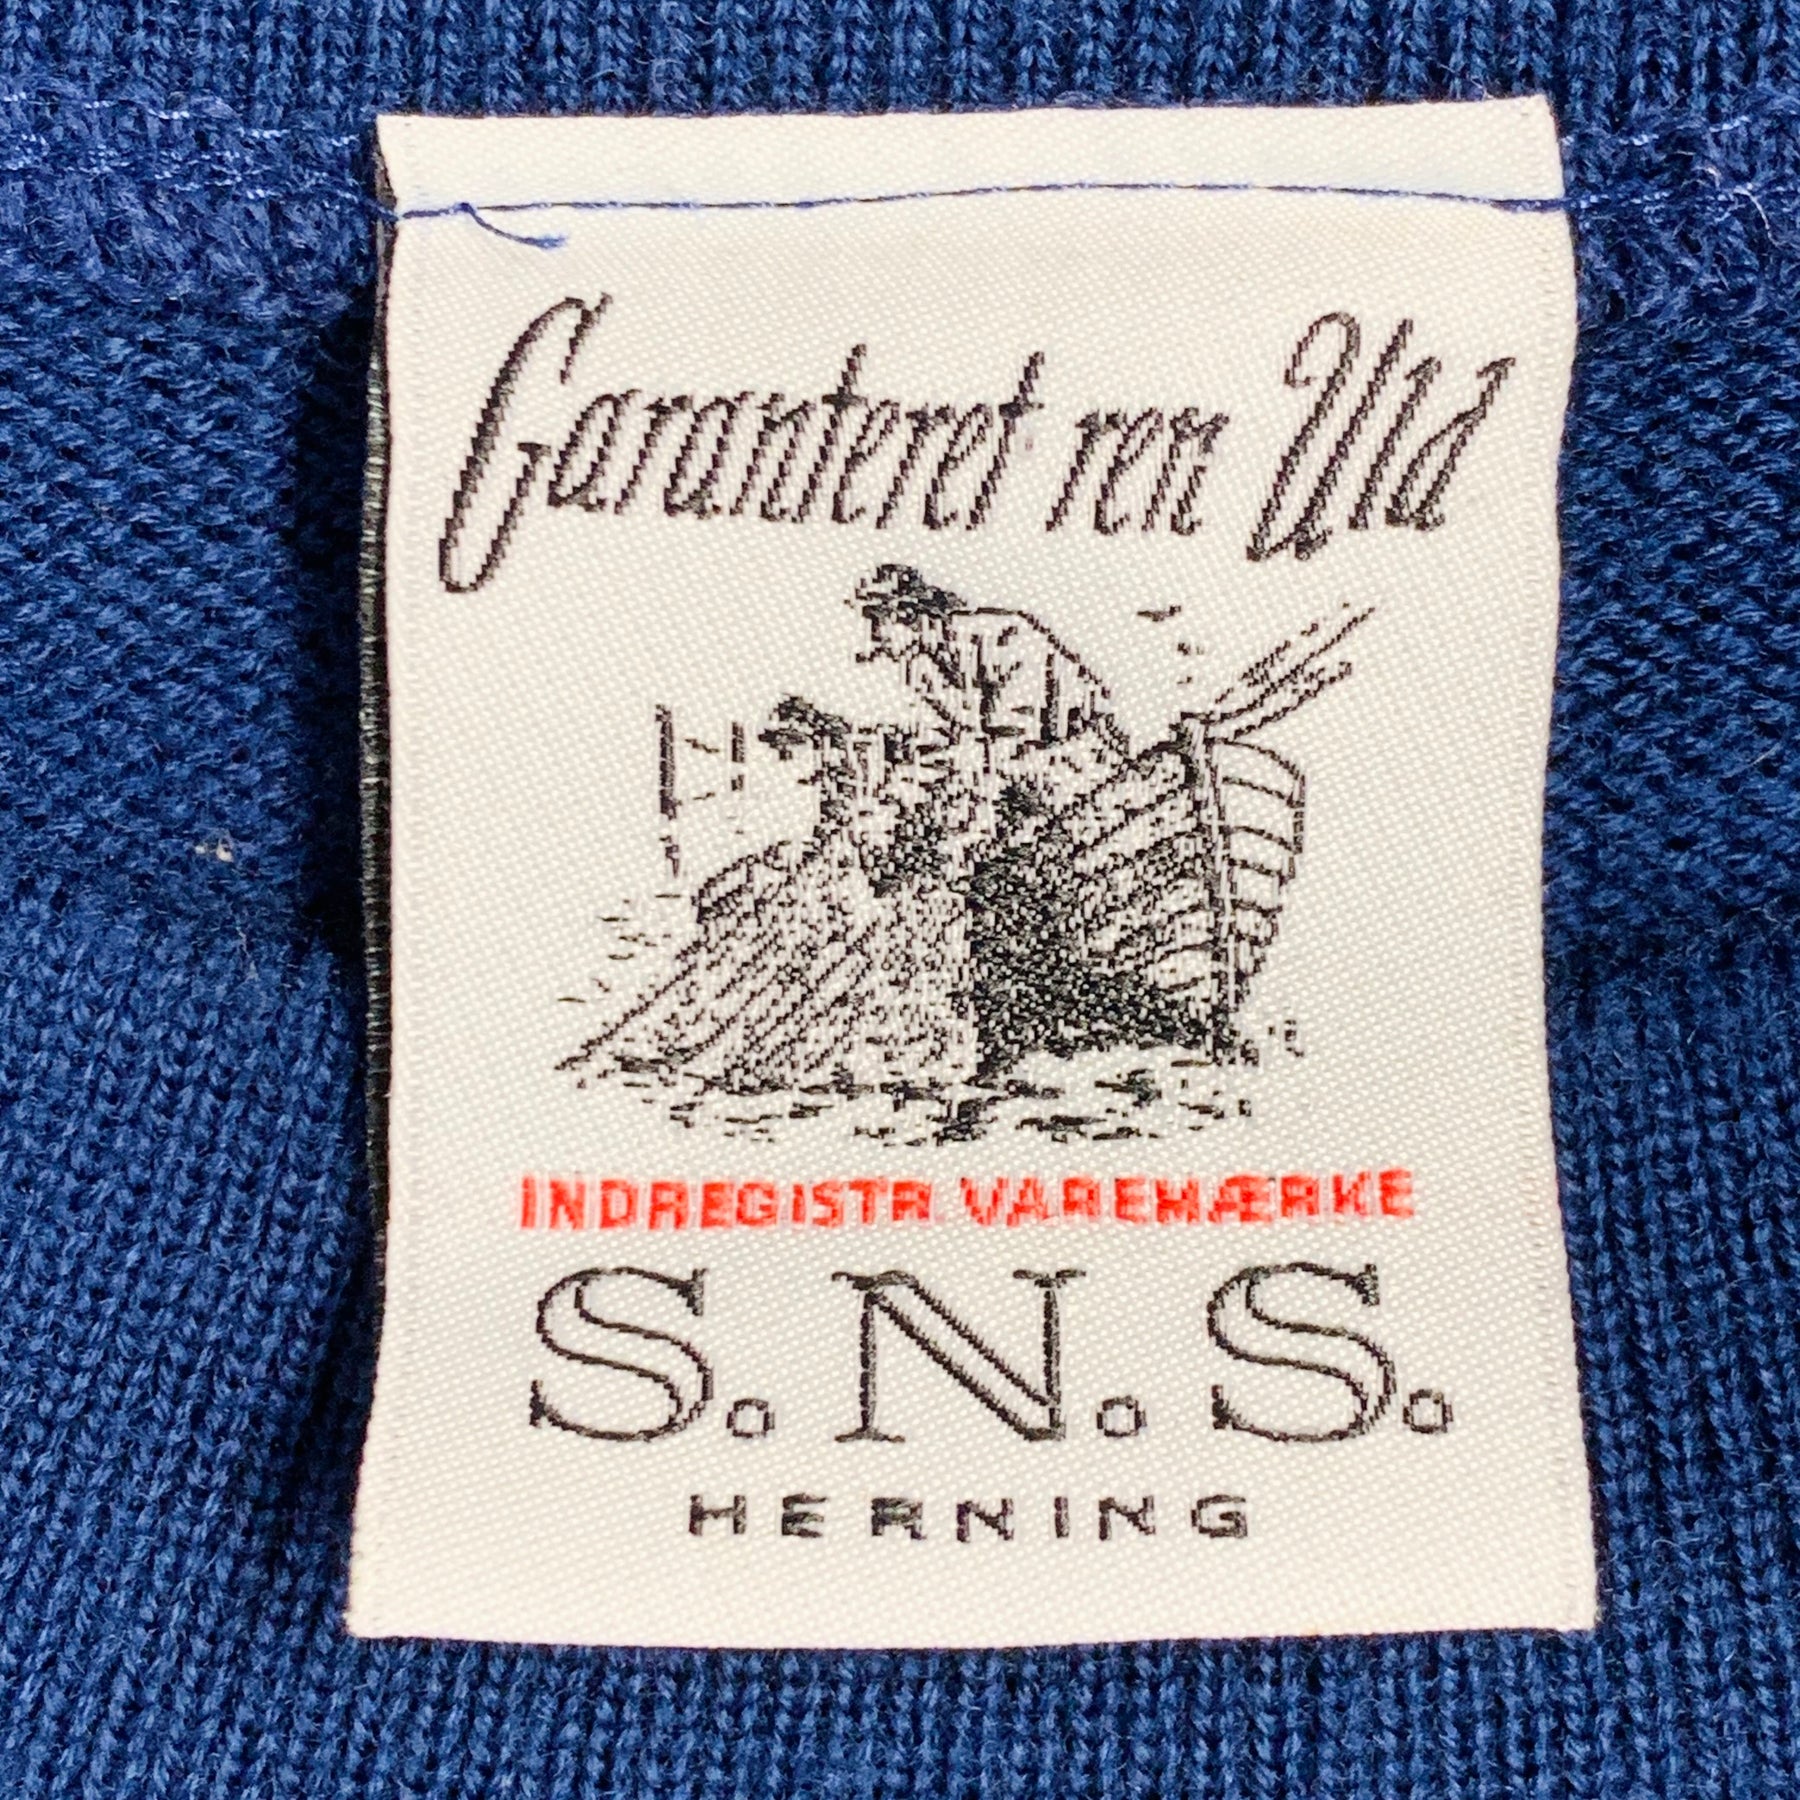 Garanteret ren Uld
INDREGISTR. VAREMÆRKE
S.N.S.
HERNING